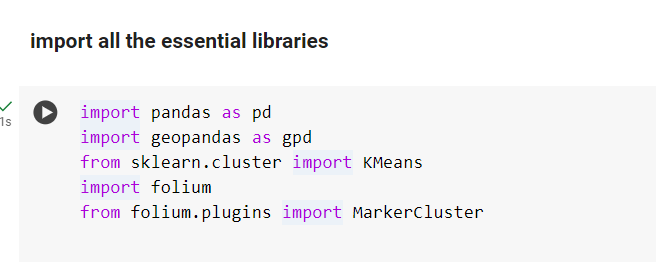 import all the essential libraries
1s
import pandas as pd
import geopandas as gpd
from sklearn.cluster import KMeans
import folium
from folium.plugins import MarkerCluster